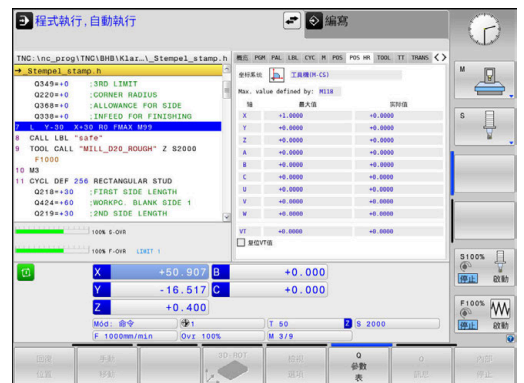 程式執行,自動執行
編寫
TNC:\nc_prog\TNC\BHB\Klar…\_Stempel_stamp.h
_Stempel_stamp.h
Q349=+0 ;3RD LIMIT
Q220=+0 ;CORNER RADIUS
Q368=+0 ;ALLOWANCE FOR SIDE
Q338=+0 ;INFEED FOR FINISHING
7 L Y-30 X+30 R0 FMAX M99
8 CALL LBL "safe"
9 TOOL CALL "MILL_D20_ROUGH" Z S2000
F1000
10 M3
11 CYCL DEF 256 RECTANGULAR STUD
Q218=+30 ;FIRST SIDE LENGTH
Q424=+60 ;WORKPC. BLANK SIDE 1
Q219=+30 ;2ND SIDE LENGTH
100% S-OVR
100% F-OVR LIMIT 1
概氏 PGM PAL LBL CYC M POS POS HR TOOL TT TRANS
坐标系统 工具機(M-CS)
Max. value defined by: M118
轴 最大值 实际值
X +1.0000 +0.0000
Y +0.0000 +0.0000
Z +0.0000 +0.0000
A +0.0000 +0.0000
B +0.0000 +0.0000
C +0.0000 +0.0000
U +0.0000 +0.0000
V +0.0000 +0.0000
W +0.0000 +0.0000
VT +0.0000 +0.0000
复位VT值
X +50.907 B +0.000
Y -16.517 C +0.000
Z +0.400
Mód: 命令 1 T 50 Z S 2000
F 1000mm/min Ovr 100% M 3/9
M
S
S100%
停止 啟動
F100%
停止 啟動
3D ROT
Q
參數
表